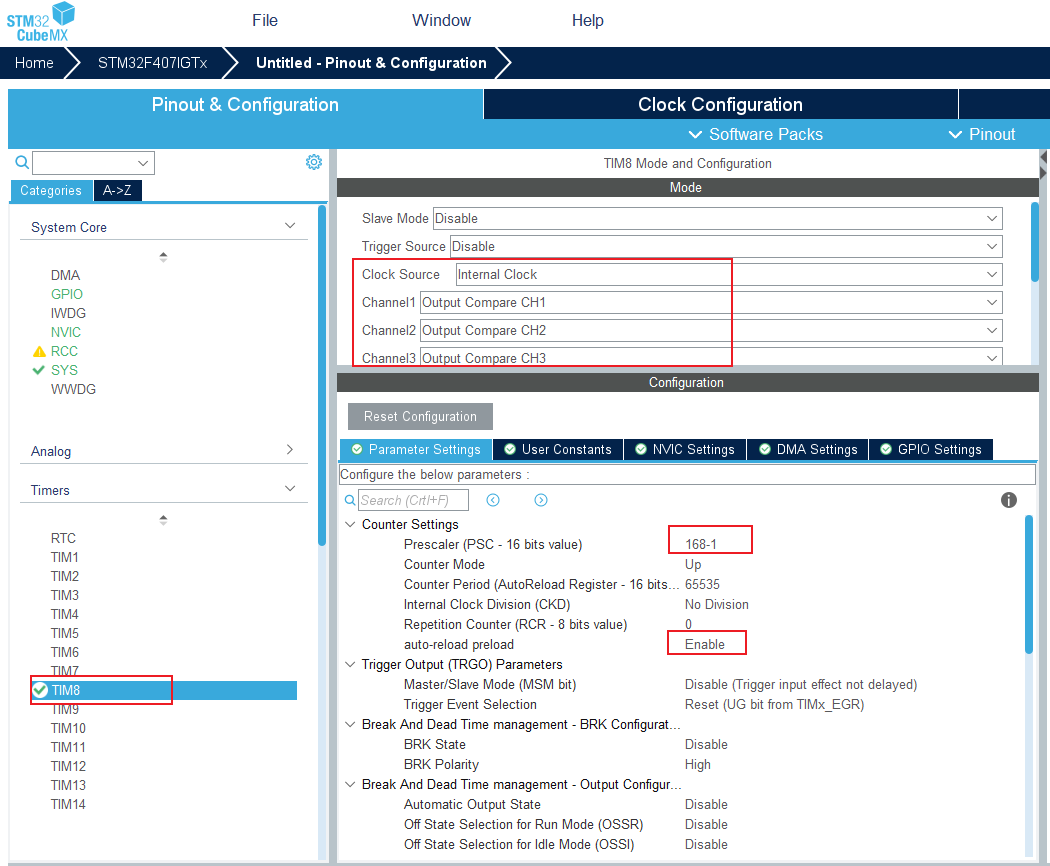 STM32
CubeMX
File Window Help
Home STM32F407IGTx Untitled - Pinout & Configuration
Pinout & Configuration Clock Configuration
Software Packs Pinout
Categories A->Z
System Core
DMA
GPIO
IWDG
NVIC
RCC
SYS
WWDG
Analog
Timers
RTC
TIM1
TIM2
TIM3
TIM4
TIM5
TIM6
TIM7
TIM8
TIM9
TIM10
TIM11
TIM12
TIM13
TIM14
TIM8 Mode and Configuration
Mode
Slave Mode Disable
Trigger Source Disable
Clock Source Internal Clock
Channel1 Output Compare CH1
Channel2 Output Compare CH2
Channel3 Output Compare CH3
Configuration
Reset Configuration
Parameter Settings User Constants NVIC Settings DMA Settings GPIO Settings
Configure the below parameters :
Search (Crtl+F)
Counter Settings
Prescaler (PSC - 16 bits value) 168-1
Counter Mode Up
Counter Period (AutoReload Register - 16 bits... 65535
Internal Clock Division (CKD) No Division
Repetition Counter (RCR - 8 bits value) 0
auto-reload preload Enable
Trigger Output (TRGO) Parameters
Master/Slave Mode (MSM bit) Disable (Trigger input effect not delayed)
Trigger Event Selection Reset (UG bit from TIMx_EGR)
Break And Dead Time management - BRK Configurat...
BRK State Disable
BRK Polarity High
Break And Dead Time management - Output Configur...
Automatic Output State Disable
Off State Selection for Run Mode (OSSR) Disable
Off State Selection for Idle Mode (OSSI) Disable